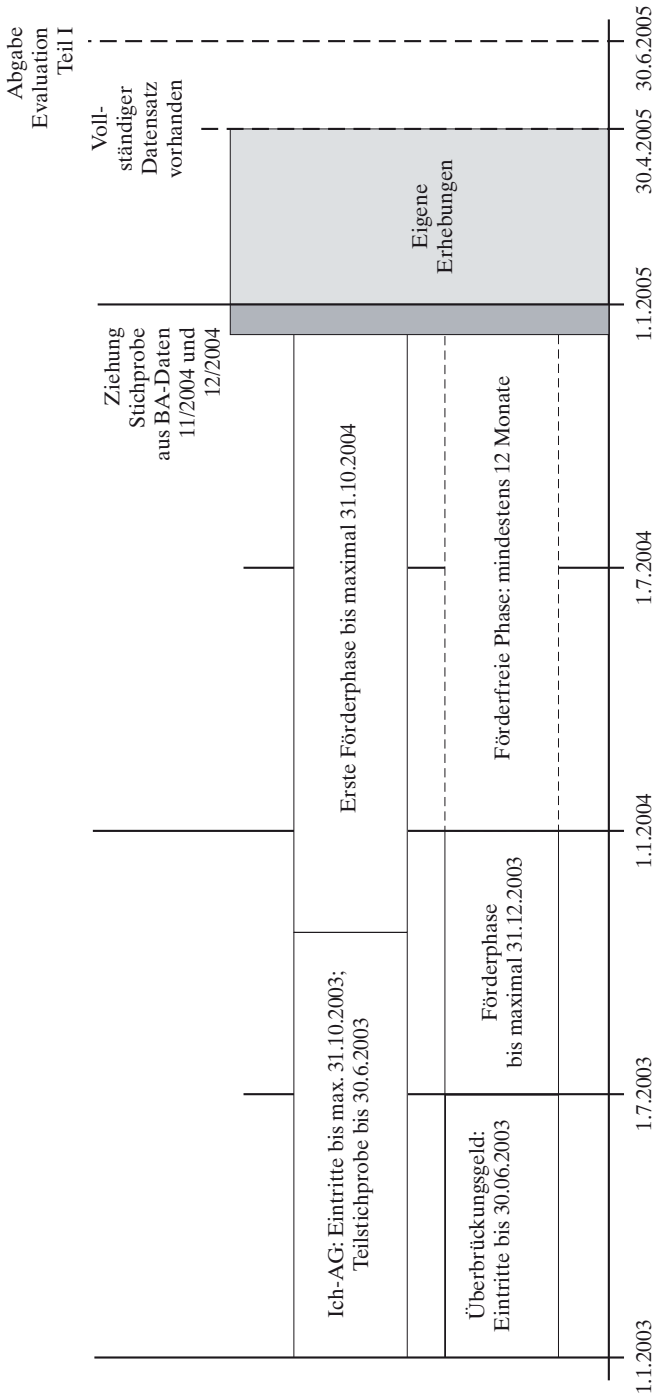 Abgabe
Evaluation
Teil I
Voll-
ständiger
Datensatz
vorhanden
Ziehung
Stichprobe
aus BA-Daten
11/2004 und
12/2004
Eigene
Erhebungen
Ich-AG: Eintritte bis max. 31.10.2003;
Teilstichprobe bis 30.6.2003
Erste Förderphase bis maximal 31.10.2004
Überbrückungsgeld:
Eintritte bis 30.06.2003
Förderphase
bis maximal 31.12.2003
Förderfreie Phase: mindestens 12 Monate
1.1.2003
1.7.2003
1.1.2004
1.7.2004
1.1.2005
30.4.2005
30.6.2005